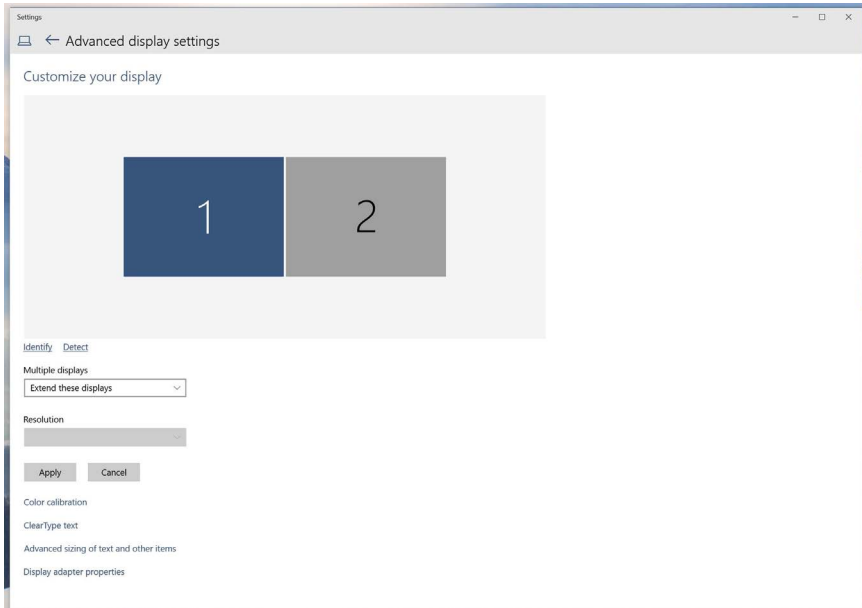 Settings
Advanced display settings
Customize your display
1 2
Identify Detect
Multiple displays
Extend these displays
Resolution
Apply Cancel
Color calibration
ClearType text
Advanced sizing of text and other items
Display adapter properties